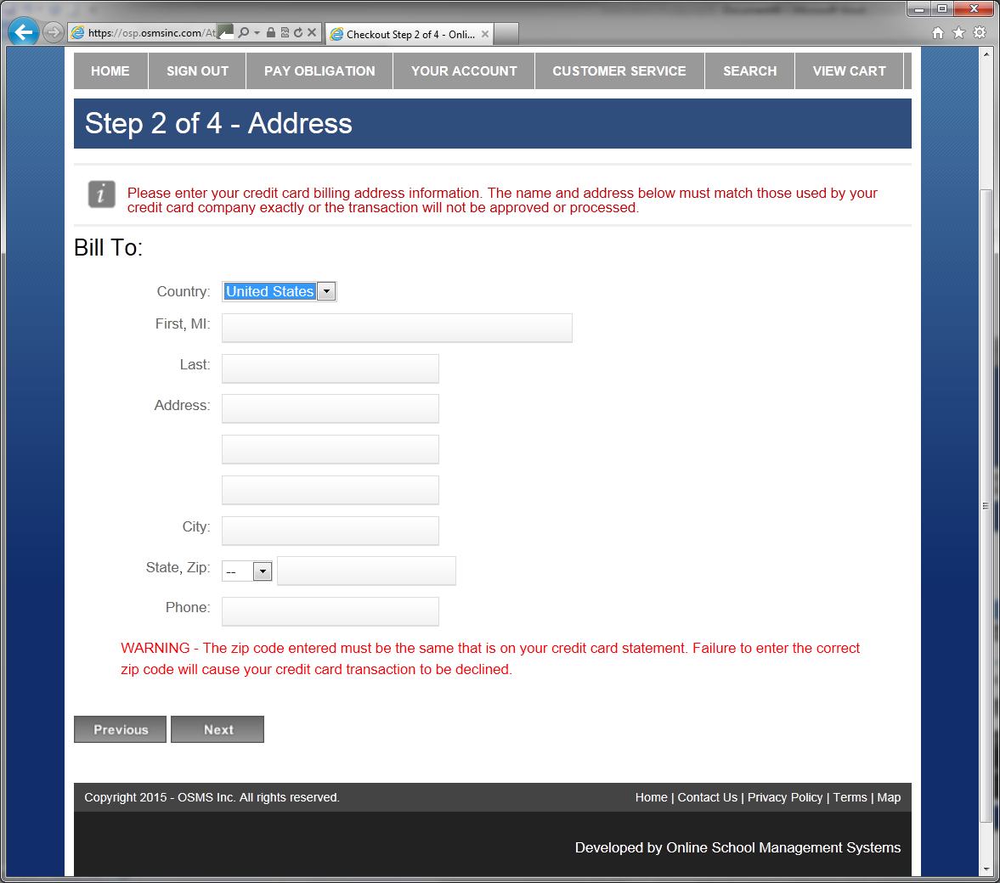 https://osp.osmsinc.com/At
Checkout Step 2 of 4 - Onli...
HOME SIGN OUT PAY OBLIGATION YOUR ACCOUNT CUSTOMER SERVICE SEARCH VIEW CART
Step 2 of 4 - Address
i Please enter your credit card billing address information. The name and address below must match those used by your
credit card company exactly or the transaction will not be approved or processed.
Bill To:
Country: United States
First, MI:
Last:
Address:
City:
State, Zip: --
Phone:
WARNING - The zip code entered must be the same that is on your credit card statement. Failure to enter the correct
zip code will cause your credit card transaction to be declined.
Previous Next
Copyright 2015 - OSMS Inc. All rights reserved. Home | Contact Us | Privacy Policy | Terms | Map
Developed by Online School Management Systems